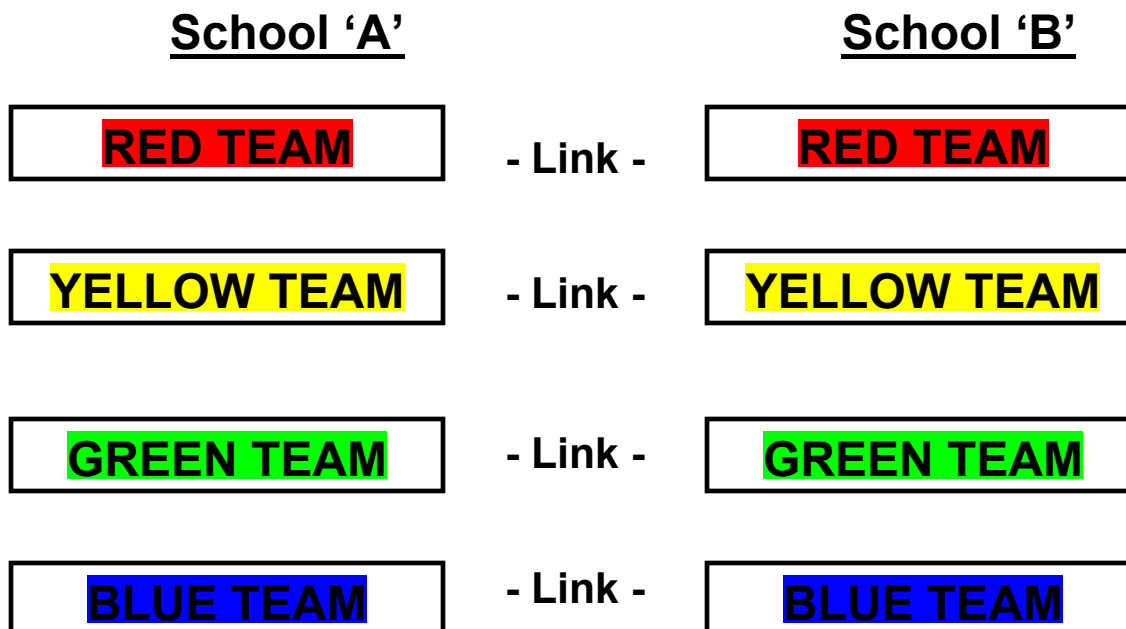 School ‘A’ School ‘B’
RED TEAM - Link - RED TEAM
YELLOW TEAM - Link - YELLOW TEAM
GREEN TEAM - Link - GREEN TEAM
BLUE TEAM - Link - BLUE TEAM